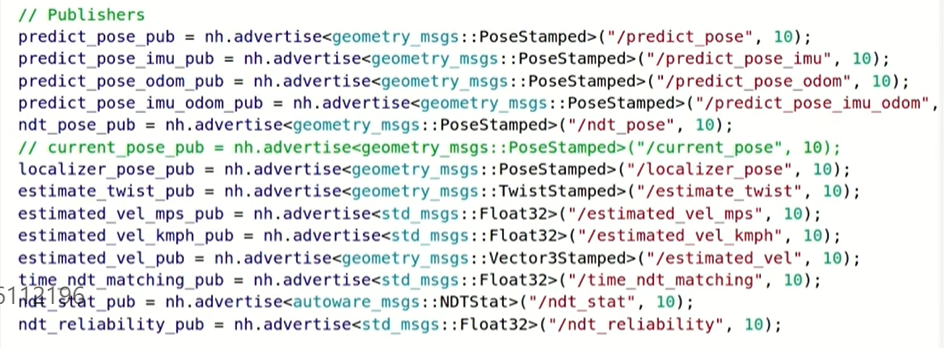 // Publishers
predict_pose_pub = nh.advertise<geometry_msgs::PoseStamped>("/predict_pose", 10);
predict_pose_imu_pub = nh.advertise<geometry_msgs::PoseStamped>("/predict_pose_imu", 10);
predict_pose_odom_pub = nh.advertise<geometry_msgs::PoseStamped>("/predict_pose_odom", 10);
predict_pose_imu_odom_pub = nh.advertise<geometry_msgs::PoseStamped>("/predict_pose_imu_odom",
ndt_pose_pub = nh.advertise<geometry_msgs::PoseStamped>("/ndt_pose", 10);
// current_pose_pub = nh.advertise<geometry_msgs::PoseStamped>("/current_pose", 10);
localizer_pose_pub = nh.advertise<geometry_msgs::PoseStamped>("/localizer_pose", 10);
estimate_twist_pub = nh.advertise<geometry_msgs::TwistStamped>("/estimate_twist", 10);
estimated_vel_mps_pub = nh.advertise<std_msgs::Float32>("/estimated_vel_mps", 10);
estimated_vel_kmph_pub = nh.advertise<std_msgs::Float32>("/estimated_vel_kmph", 10);
estimated_vel_pub = nh.advertise<geometry_msgs::Vector3Stamped>("/estimated_vel", 10);
time_ndt_matching_pub = nh.advertise<std_msgs::Float32>("/time_ndt_matching", 10);
ndt_stat_pub = nh.advertise<autoware_msgs::NDTStat>("/ndt_stat", 10);
ndt_reliability_pub = nh.advertise<std_msgs::Float32>("/ndt_reliability", 10);